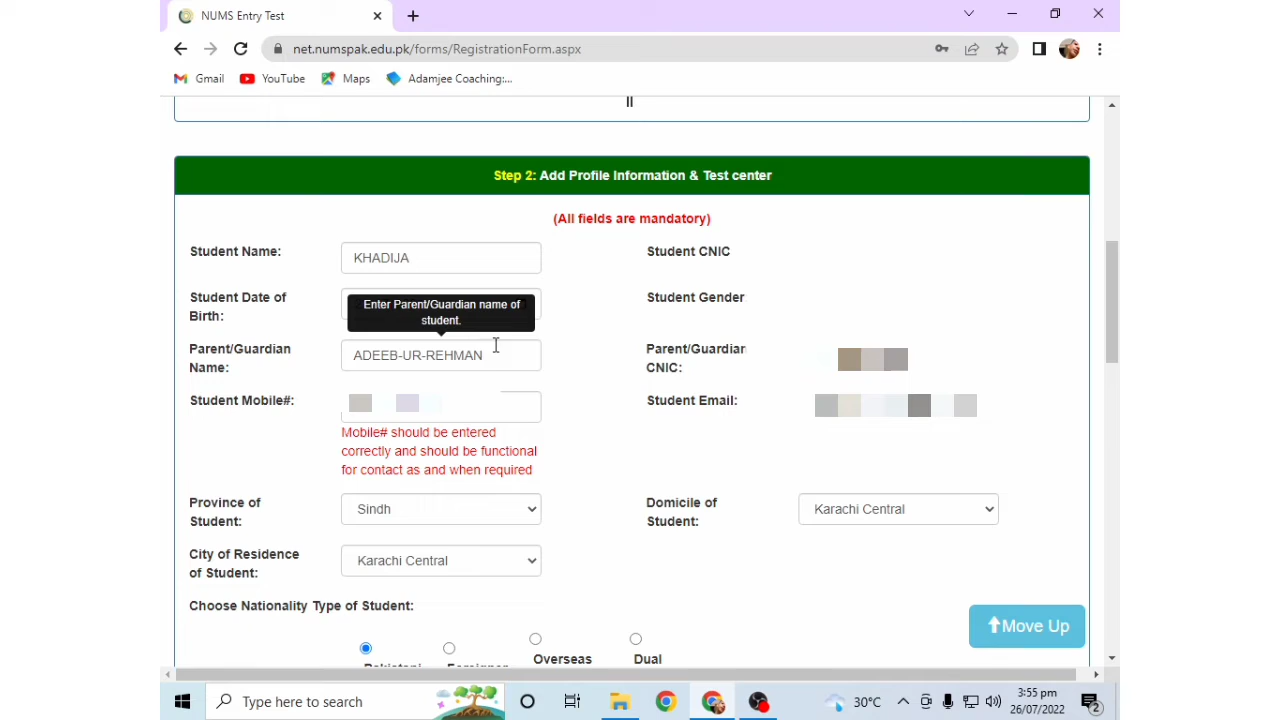 NUMS Entry Test
net.numspak.edu.pk/forms/RegistrationForm.aspx
Gmail YouTube Maps Adamjee Coaching:...
II
Step 2: Add Profile Information & Test center
(All fields are mandatory)
Student Name: KHADIJA Student CNIC
Student Date of Birth: Student Gender
Enter Parent/Guardian name of
student.
Parent/Guardian ADEEB-UR-REHMAN Parent/Guardian
Name: CNIC:
Student Mobile#: Student Email:
Mobile# should be entered
correctly and should be functional
for contact as and when required
Province of Sindh Domicile of Karachi Central
Student: Student:
City of Residence Karachi Central
of Student:
Choose Nationality Type of Student:
Move Up
Pakistani Foreigner Overseas Dual
Type here to search 30°C 3:55 pm
26/07/2022
2